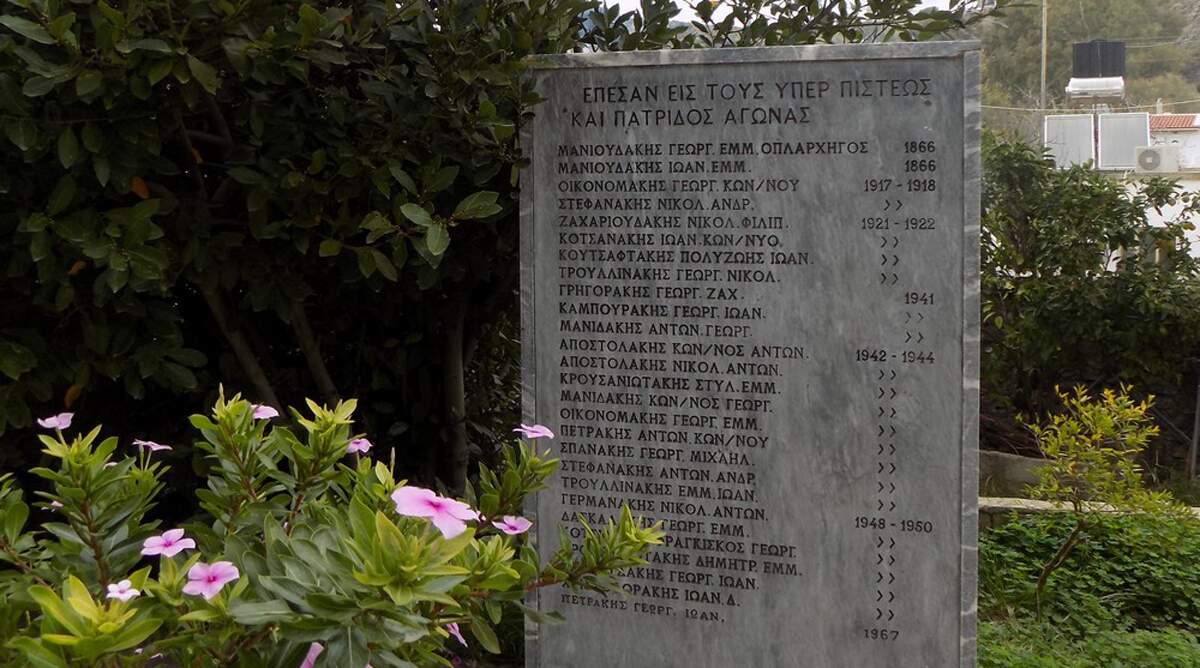 ΕΠΕΣΑΝ ΕΙΣ ΤΟΥΣ ΥΠΕΡ ΠΙΣΤΕΩΣ
ΚΑΙ ΠΑΤΡΙΔΟΣ ΑΓΩΝΑΣ
ΜΑΝΙΟΥΔΑΚΗΣ ΓΕΩΡΓ. ΕΜΜ. ΟΠΛΑΡΧΗΓΟΣ 1866
ΜΑΝΙΟΥΔΑΚΗΣ ΙΩΑΝ. ΕΜΜ. 1866
ΟΙΚΟΝΟΜΑΚΗΣ ΓΕΩΡΓ. ΚΩΝ/ΝΟΥ 1917 - 1918
ΣΤΕΦΑΝΑΚΗΣ ΝΙΚΟΛ. ΑΝΔΡ. 〉〉
ΖΑΧΑΡΙΟΥΔΑΚΗΣ ΝΙΚΟΛ. ΦΙΛΙΠ. 1921 - 1922
ΚΟΤΣΑΝΑΚΗΣ ΙΩΑΝ. ΚΩΝ/ΝΥΟ. 〉〉
ΚΟΥΤΣΑΦΤΑΚΗΣ ΠΟΛΥΖΩΗΣ ΙΩΑΝ. 〉〉
ΤΡΟΥΛΛΙΝΑΚΗΣ ΓΕΩΡΓ. ΝΙΚΟΛ. 〉〉
ΓΡΗΓΟΡΑΚΗΣ ΓΕΩΡΓ. ΖΑΧ. 1941
ΚΑΜΠΟΥΡΑΚΗΣ ΓΕΩΡΓ. ΙΩΑΝ. 〉〉
ΜΑΝΙΔΑΚΗΣ ΑΝΤΩΝ. ΓΕΩΡΓ. 〉〉
ΑΠΟΣΤΟΛΑΚΗΣ ΚΩΝ/ΝΟΣ ΑΝΤΩΝ. 1942 - 1944
ΑΠΟΣΤΟΛΑΚΗΣ ΝΙΚΟΛ. ΑΝΤΩΝ. 〉〉
ΚΡΟΥΣΑΝΙΩΤΑΚΗΣ ΣΤΥΛ. ΕΜΜ. 〉〉
ΜΑΝΙΔΑΚΗΣ ΚΩΝ/ΝΟΣ ΓΕΩΡΓ. 〉〉
ΟΙΚΟΝΟΜΑΚΗΣ ΓΕΩΡΓ. ΕΜΜ. 〉〉
ΠΕΤΡΑΚΗΣ ΑΝΤΩΝ. ΚΩΝ/ΝΟΥ 〉〉
ΣΠΑΝΑΚΗΣ ΓΕΩΡΓ. ΜΙΧΑΗΛ. 〉〉
ΣΤΕΦΑΝΑΚΗΣ ΑΝΤΩΝ. ΑΝΔΡ. 〉〉
ΤΡΟΥΛΛΙΝΑΚΗΣ ΕΜΜ. ΙΩΑΝ. 〉〉
ΓΕΡΜΑΝΑΚΗΣ ΝΙΚΟΛ. ΑΝΤΩΝ. 1948 - 1950
ΓΕΩΡΓ. ΕΜΜ. 〉〉
ΓΕΩΡΓ. 〉〉
ΔΗΜΗΤΡ. ΕΜΜ. 〉〉
ΓΕΩΡΓ. ΙΩΑΝ. 〉〉
ΙΩΑΝ. Δ. 〉〉
ΠΕΤΡΑΚΗΣ ΓΕΩΡΓ. ΙΩΑΝ. 1967